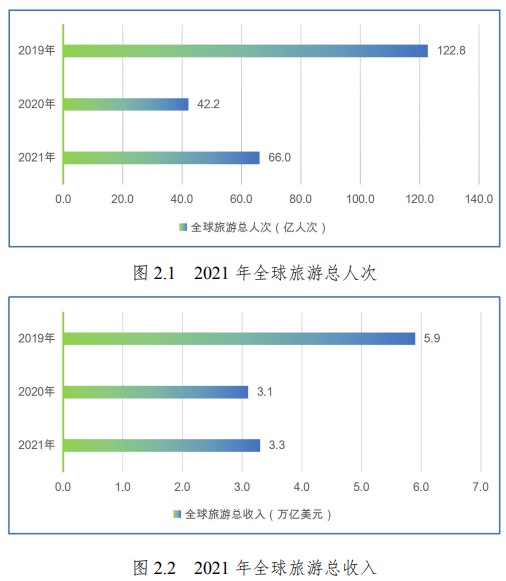 2019年 122.8
2020年 42.2
2021年 66.0
0.0 20.0 40.0 60.0 80.0 100.0 120.0 140.0
全球旅游总人次（亿人次）
图 2.1 2021 年全球旅游总人次
2019年 5.9
2020年 3.1
2021年 3.3
0.0 1.0 2.0 3.0 4.0 5.0 6.0 7.0
全球旅游总收入（万亿美元）
图 2.2 2021 年全球旅游总收入